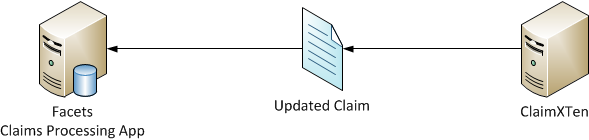 Facets
Claims Processing App
Updated Claim
ClaimXTen